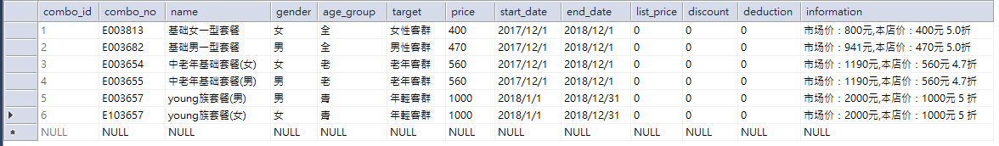 combo_id combo_no name gender age_group target price start_date end_date list_price discount deduction information
1 E003813 基础女一型套餐 女 全 女性客群 400 2017/12/1 2018/12/1 0 0 0 市场价：800元,本店价：400元 5.0折
2 E003682 基础男一型套餐 男 全 男性客群 470 2017/12/1 2018/12/1 0 0 0 市场价：941元,本店价：470元 5.0折
3 E003654 中老年基础套餐(女) 女 老 老年客群 560 2017/12/1 2018/12/1 0 0 0 市场价：1190元,本店价：560元 4.7折
4 E003655 中老年基础套餐(男) 男 老 老年客群 560 2017/12/1 2018/12/1 0 0 0 市场价：1190元,本店价：560元 4.7折
5 E003657 young族套餐(男) 男 青 年輕客群 1000 2018/1/1 2018/12/31 0 0 0 市场价：2000元,本店价：1000元 5 折
6 E103657 young族套餐(女) 女 青 年輕客群 1000 2018/1/1 2018/12/31 0 0 0 市场价：2000元,本店价：1000元 5 折
NULL NULL NULL NULL NULL NULL NULL NULL NULL NULL NULL NULL NULL